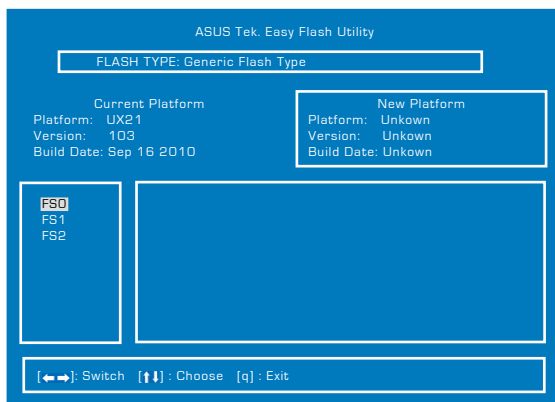 ASUS Tek. Easy Flash Utility
FLASH TYPE: Generic Flash Type
Current Platform
Platform: UX21
Version: 103
Build Date: Sep 16 2010
New Platform
Platform: Unkown
Version: Unkown
Build Date: Unkown
FS0
FS1
FS2
[←→]: Switch [↑↓] : Choose [q] : Exit